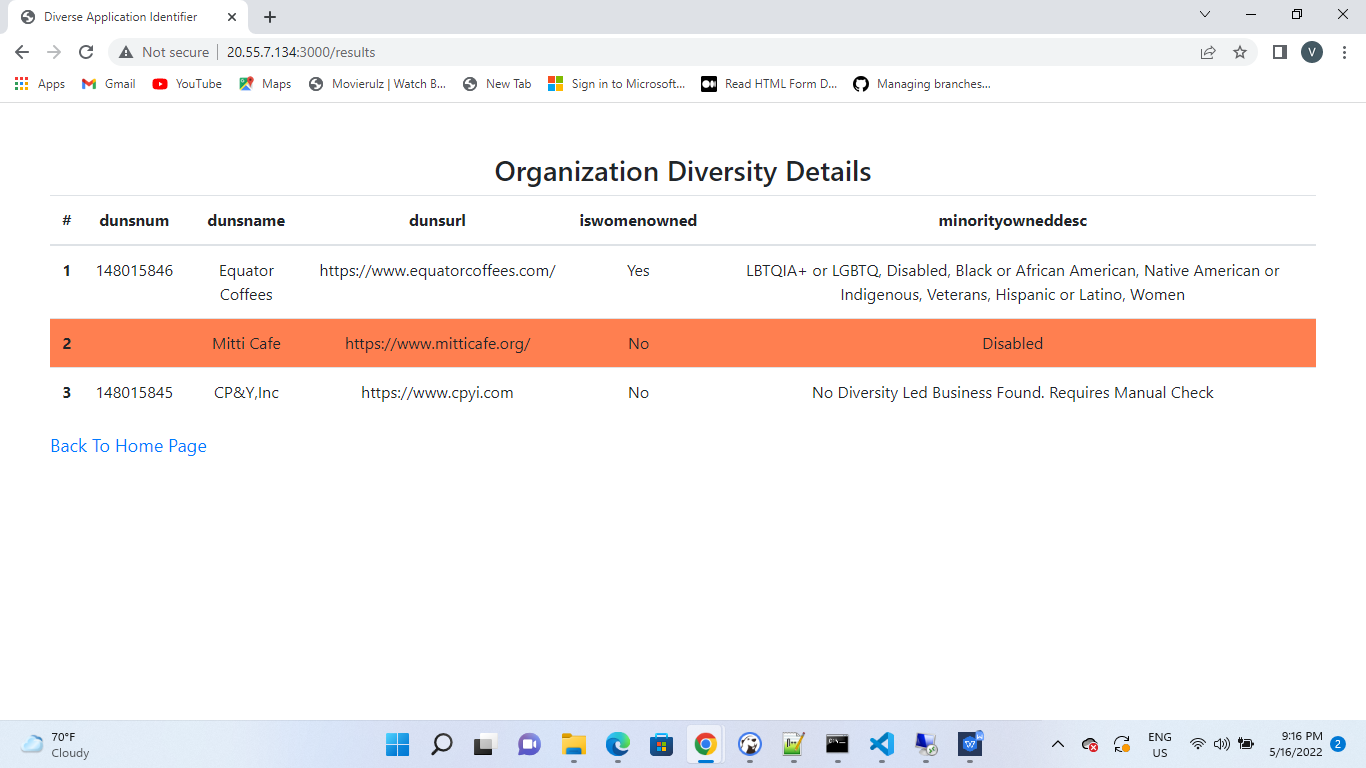 Diverse Application Identifier
Not secure 20.55.7.134:3000/results
V
Apps Gmail YouTube Maps Movierulz | Watch B... New Tab Sign in to Microsoft... Read HTML Form D... Managing branches...
Organization Diversity Details
# dunsnum dunsname dunsurl iswomenowned minorityowneddesc
1 148015846 Equator Coffees https://www.equatorcoffees.com/ Yes LBTQIA+ or LGBTQ, Disabled, Black or African American, Native American or
Indigenous, Veterans, Hispanic or Latino, Women
2 Mitti Cafe https://www.mitticafe.org/ No Disabled
3 148015845 CP&Y,Inc https://www.cpyi.com No No Diversity Led Business Found. Requires Manual Check
Back To Home Page
70°F
Cloudy
ENG
US
9:16 PM
5/16/2022
2